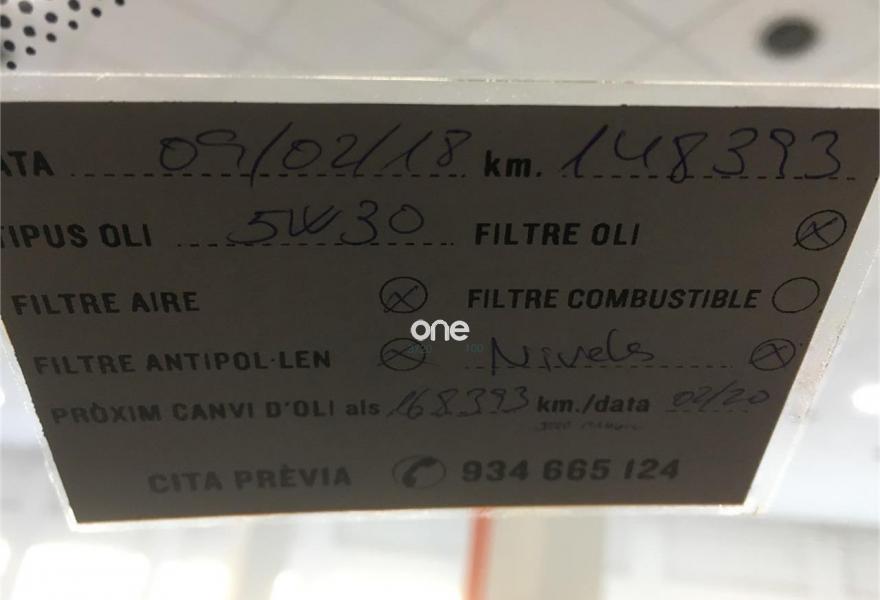 ATA 09/02/18 km. 148393
TIPUS OLI 5W30 FILTRE OLI
FILTRE AIRE FILTRE COMBUSTIBLE
one
FILTRE ANTIPOL·LEN Nivels
PRÒXIM CANVI D'OLI als 168393 km./data 02/20
CITA PRÈVIA 934 665 124